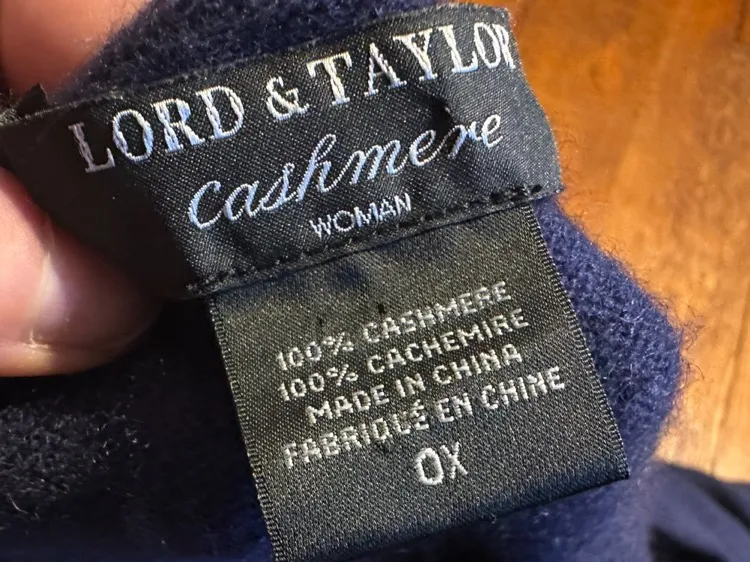 LORD & TAYLOR
cashmere
WOMAN
100% CASHMERE
100% CACHEMIRE
MADE IN CHINA
FABRIQUÉ EN CHINE
0X